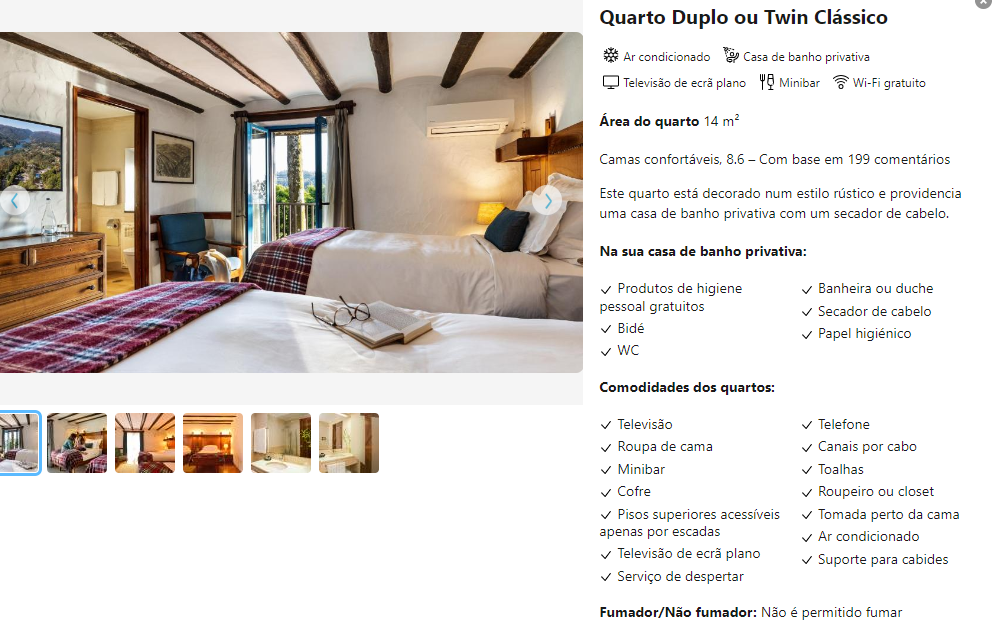 Quarto Duplo ou Twin Clássico
Ar condicionado Casa de banho privativa
Televisão de ecrã plano Minibar Wi-Fi gratuito
Área do quarto 14 m²
Camas confortáveis, 8.6 – Com base em 199 comentários
Este quarto está decorado num estilo rústico e providencia
uma casa de banho privativa com um secador de cabelo.
Na sua casa de banho privativa:
Produtos de higiene
pessoal gratuitos
Bidé
WC
Banheira ou duche
Secador de cabelo
Papel higiénico
Comodidades dos quartos:
Televisão
Roupa de cama
Minibar
Cofre
Pisos superiores acessíveis
apenas por escadas
Televisão de ecrã plano
Serviço de despertar
Telefone
Canais por cabo
Toalhas
Roupeiro ou closet
Tomada perto da cama
Ar condicionado
Suporte para cabides
Fumador/Não fumador: Não é permitido fumar